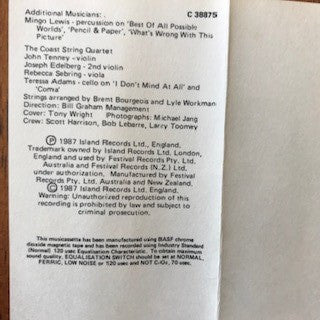 Additional Musicians: C 38875
Mingo Lewis - percussion on 'Best Of All Possible
Worlds', 'Pencil & Paper', 'What's Wrong With This
Picture'
The Coast String Quartet
John Tenney - violin
Joseph Edelberg - 2nd violin
Rebecca Sebring - viola
Teressa Adams - cello on 'I Don't Mind At All' and
'Coma'
Strings arranged by Brent Bourgeois and Lyle Workman
Direction: Bill Graham Management
Cover: Tony Wright Photographs: Michael Jang
Crew: Scott Harrison, Bob Leberre, Larry Toomey
Ⓟ 1987 Island Records Ltd., England.
Trademark owned by Island Records Ltd, London,
England and used by Festival Records Pty. Ltd.
Australia and Festival Records (N.Z.) Ltd.
under authorization. Manufactured by Festival
Records Pty. Ltd, Australia and New Zealand.
© 1987 Island Records Ltd. England.
Warning: Unauthorized reproduction of this
recording is prohibited by law and subject to
criminal prosecution.
This musicassette has been manufactured using BASF chrome
dioxide magnetic tape and has been recorded using Industry Standard
(Normal) 120 usec Equalisation Characteristic. To obtain maximum
sound quality, EQUALISATION SWITCH should be set at NORMAL,
FERRIC, LOW NOISE or 120 usec and NOT CrO₂, 70 usec.